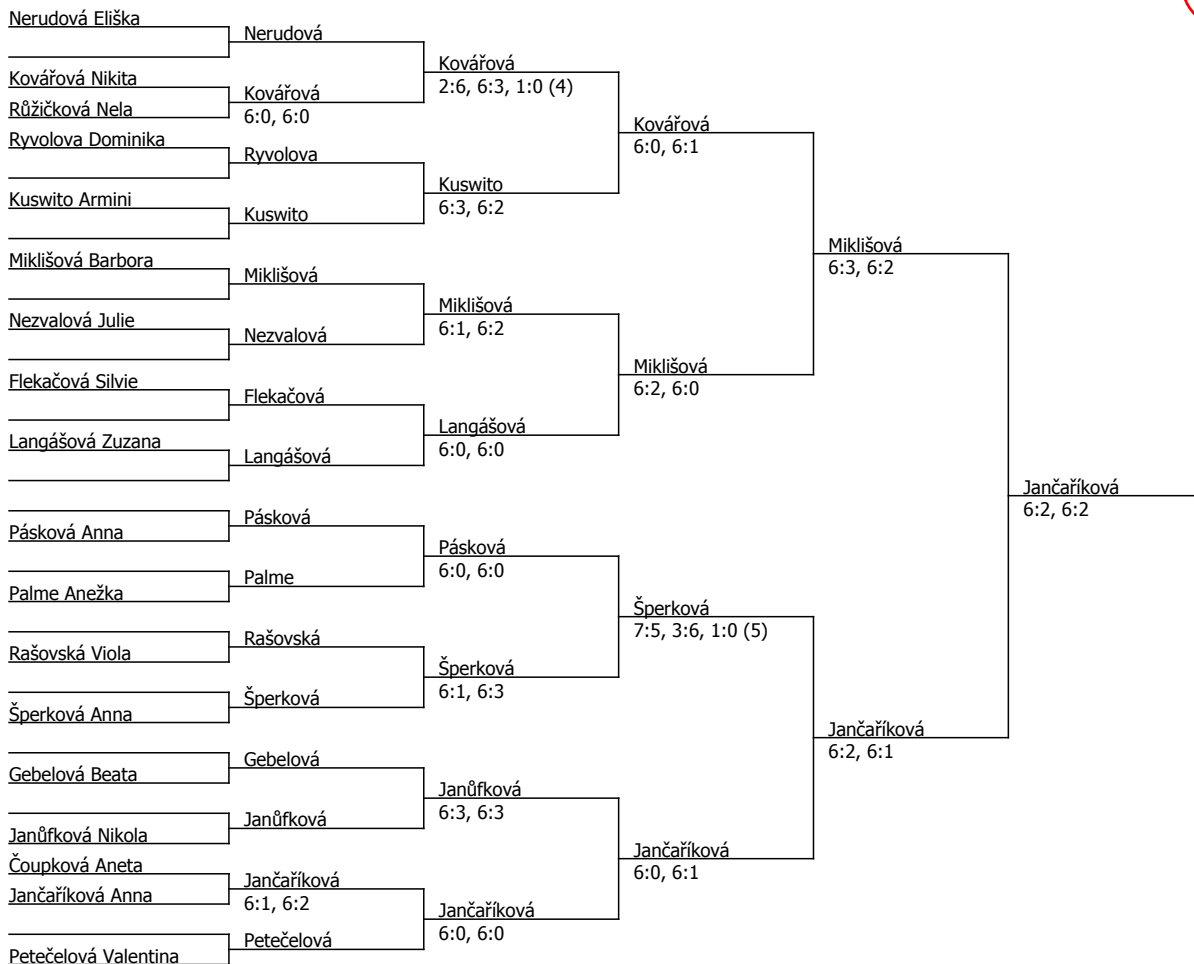 Nerudová Eliška
Kovářová Nikita
Růžičková Nela
Ryvolova Dominika
Kuswito Armini
Miklišová Barbora
Nezvalová Julie
Flekačová Silvie
Langášová Zuzana
Pásková Anna
Palme Anežka
Rašovská Viola
Šperková Anna
Gebelová Beata
Janůfková Nikola
Čoupková Aneta
Jančaříková Anna
Petečelová Valentina
Nerudová
Kovářová
6:0, 6:0
Ryvolova
Kuswito
Miklišová
Nezvalová
Flekačová
Langášová
Pásková
Palme
Rašovská
Šperková
Gebelová
Janůfková
Jančaříková
6:1, 6:2
Petečelová
Kovářová
2:6, 6:3, 1:0 (4)
Kuswito
6:3, 6:2
Miklišová
6:1, 6:2
Langášová
6:0, 6:0
Pásková
6:0, 6:0
Šperková
6:1, 6:3
Janůfková
6:3, 6:3
Jančaříková
6:0, 6:0
Kovářová
6:0, 6:1
Miklišová
6:2, 6:0
Šperková
7:5, 3:6, 1:0 (5)
Jančaříková
6:0, 6:1
Miklišová
6:3, 6:2
Jančaříková
6:2, 6:1
Jančaříková
6:2, 6:2